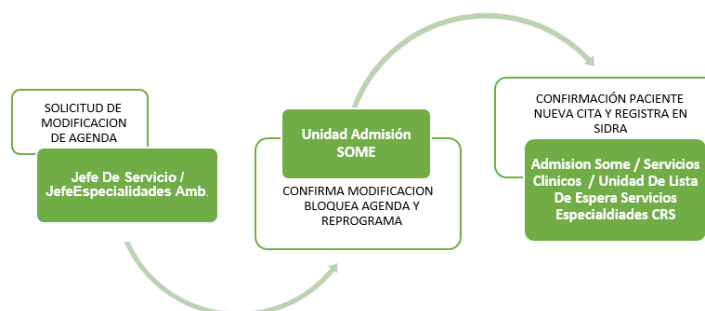 SOLICITUD DE
MODIFICACION
DE AGENDA
Jefe De Servicio /
JefeEspecialidades Amb.
Unidad Admisión
SOME
CONFIRMA MODIFICACION
BLOQUEA AGENDA Y
REPROGRAMA
CONFIRMACIÓN PACIENTE
NUEVA CITA Y REGISTRA EN
SIDRA
Admision Some / Servicios
Clinicos / Unidad De Lista
De Espera Servicios
Especialdiades CRS